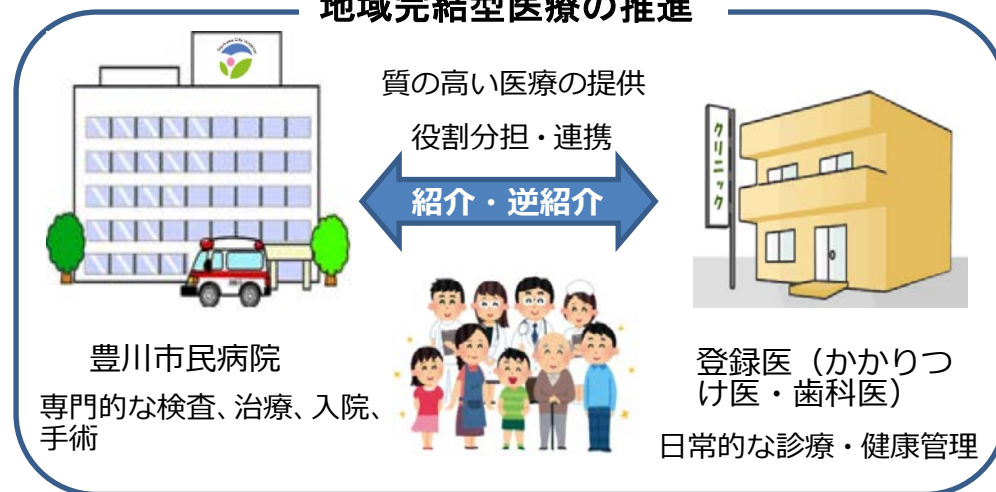 地域完結型医療の推進
質の高い医療の提供
役割分担・連携
紹介・逆紹介
クリニック
豊川市民病院
専門的な検査、治療、入院、
手術
登録医（かかりつ
け医・歯科医）
日常的な診療・健康管理